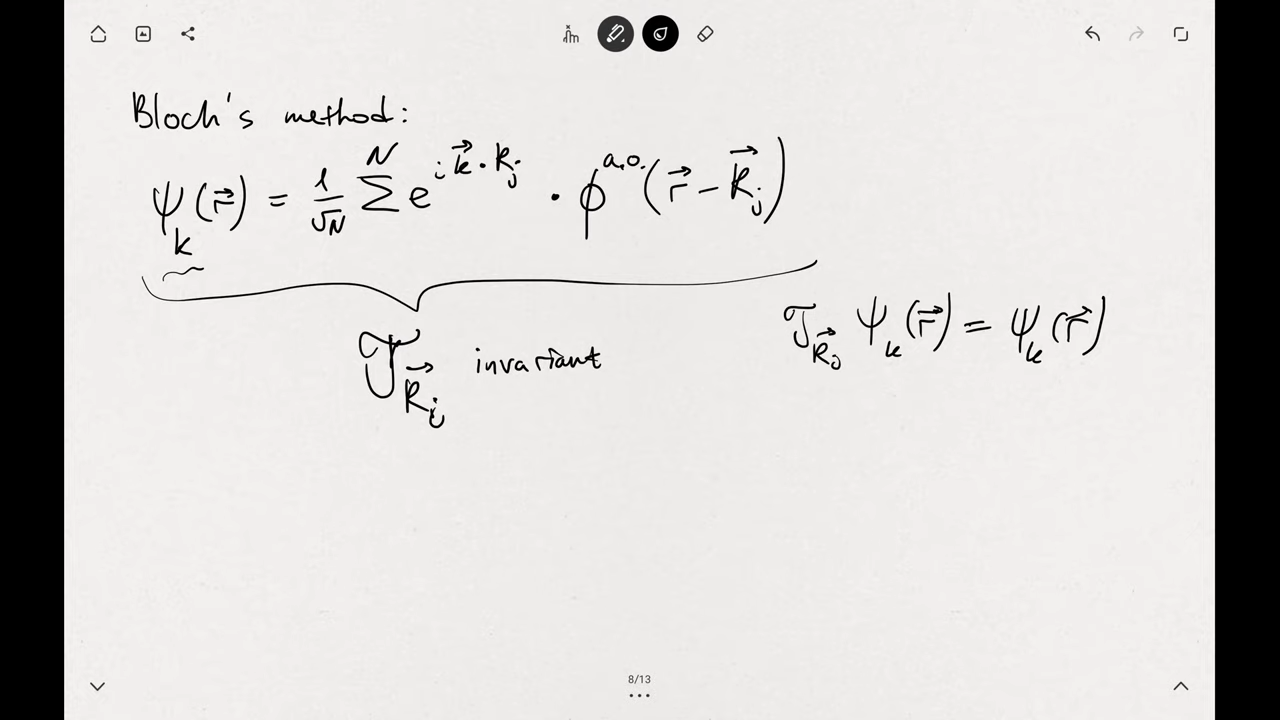 Bloch's method:
ψ_k(r⃗) = 1/√N Σ^N e^{i k⃗·R_j} · ϕ^{a.o.}(r⃗ − R⃗_j)
𝒯_{R⃗_j} ψ_k(r⃗) = ψ_k(r⃗)
𝒯_{R⃗_i} invariant
8/13